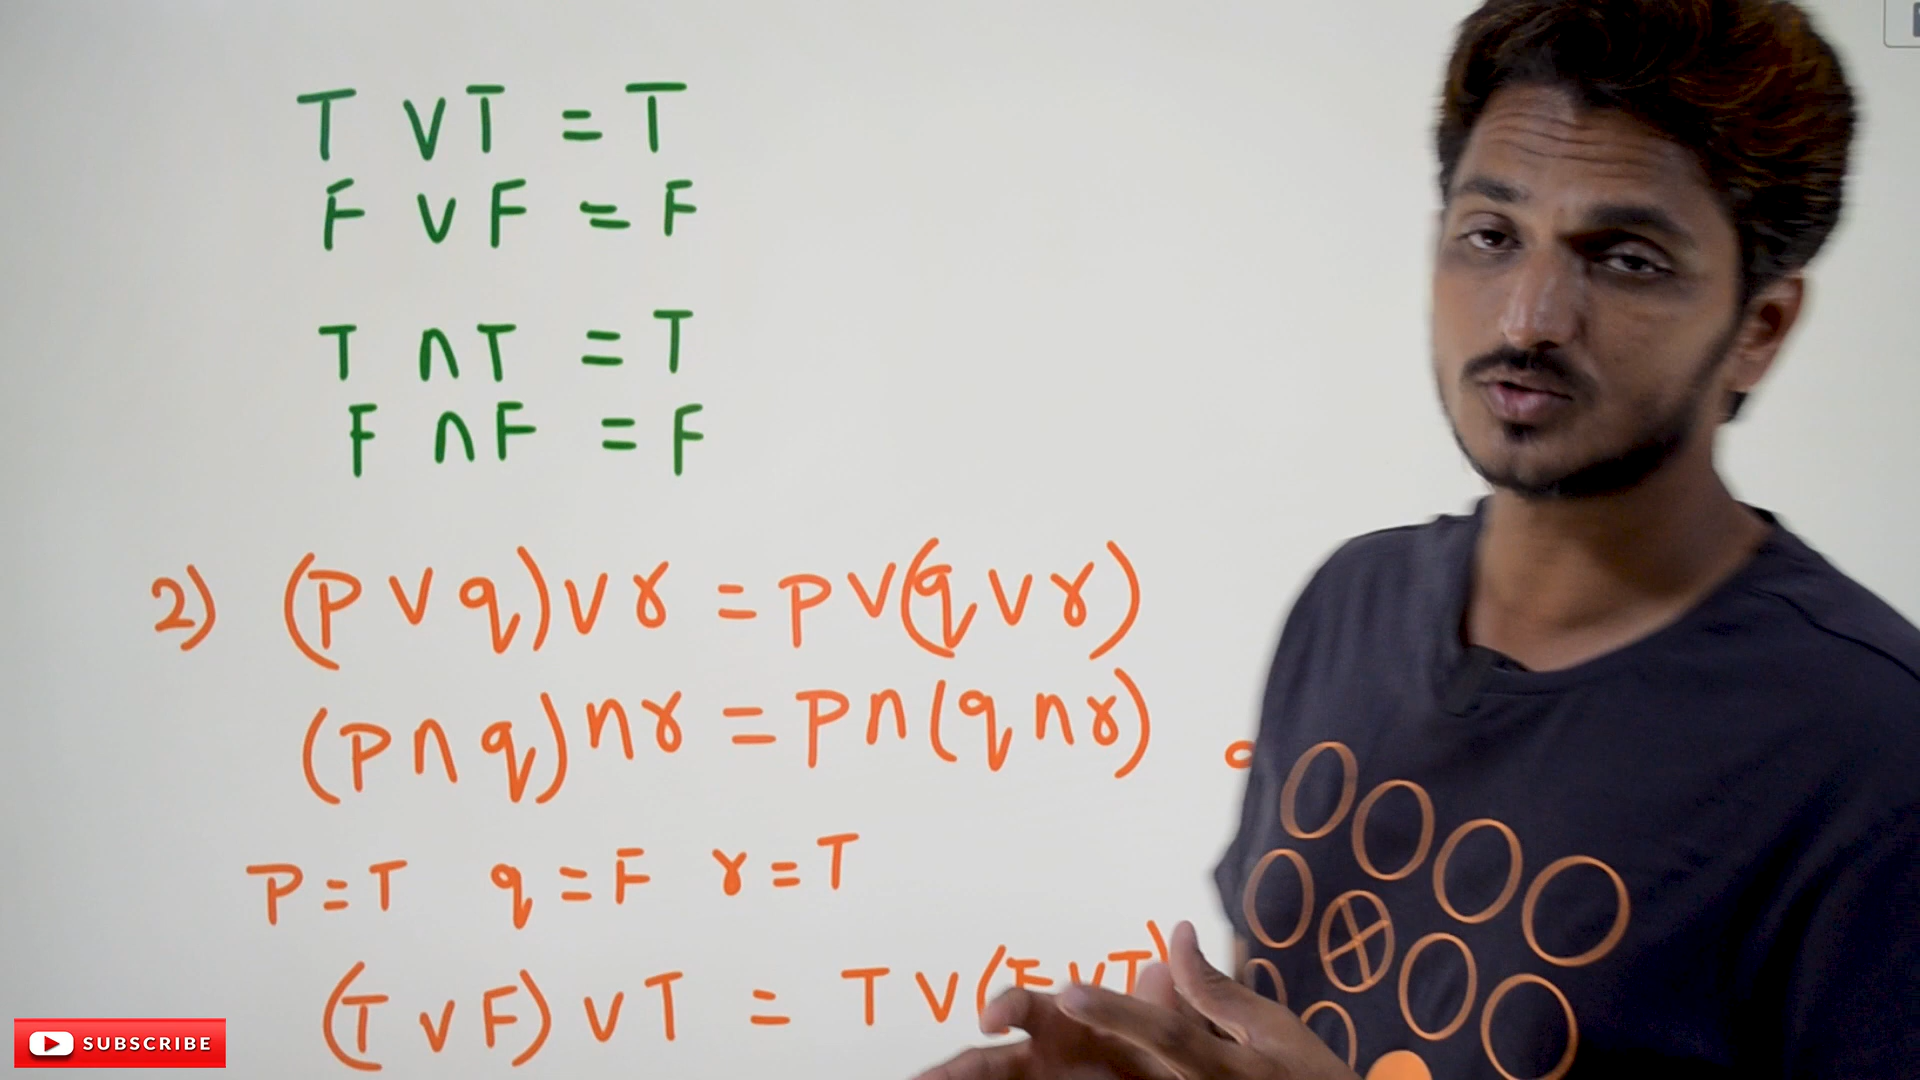 T ∨ T = T
F ∨ F = F
T ∩ T = T
F ∩ F = F
2) (P ∨ q) ∨ r = P ∨ (q ∨ r)
(P ∩ q) ∩ r = P ∩ (q ∩ r)
P = T q = F r = T
(T ∨ F) ∨ T = T ∨ (F ∨ T)
SUBSCRIBE